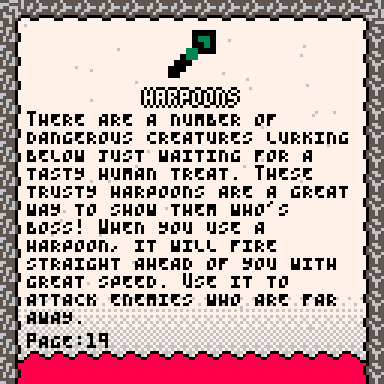 HARPOONS
THERE ARE A NUMBER OF
DANGEROUS CREATURES LURKING
BELOW JUST WAITING FOR A
TASTY HUMAN TREAT. THESE
TRUSTY HARPOONS ARE A GREAT
WAY TO SHOW THEM WHO'S
BOSS! WHEN YOU USE A
HARPOON, IT WILL FIRE
STRAIGHT AHEAD OF YOU WITH
GREAT SPEED. USE IT TO
ATTACK ENEMIES WHO ARE FAR
AWAY.
PAGE:19